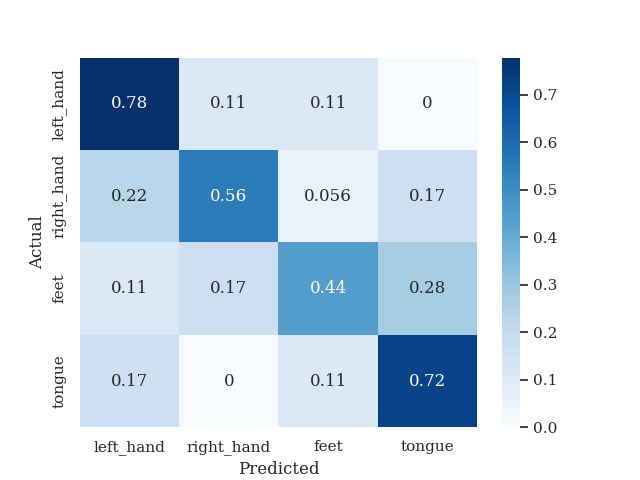 left_hand 0.78 0.11 0.11 0
right_hand 0.22 0.56 0.056 0.17
feet 0.11 0.17 0.44 0.28
tongue 0.17 0 0.11 0.72
left_hand right_hand feet tongue
Predicted
Actual
0.7
0.6
0.5
0.4
0.3
0.2
0.1
0.0